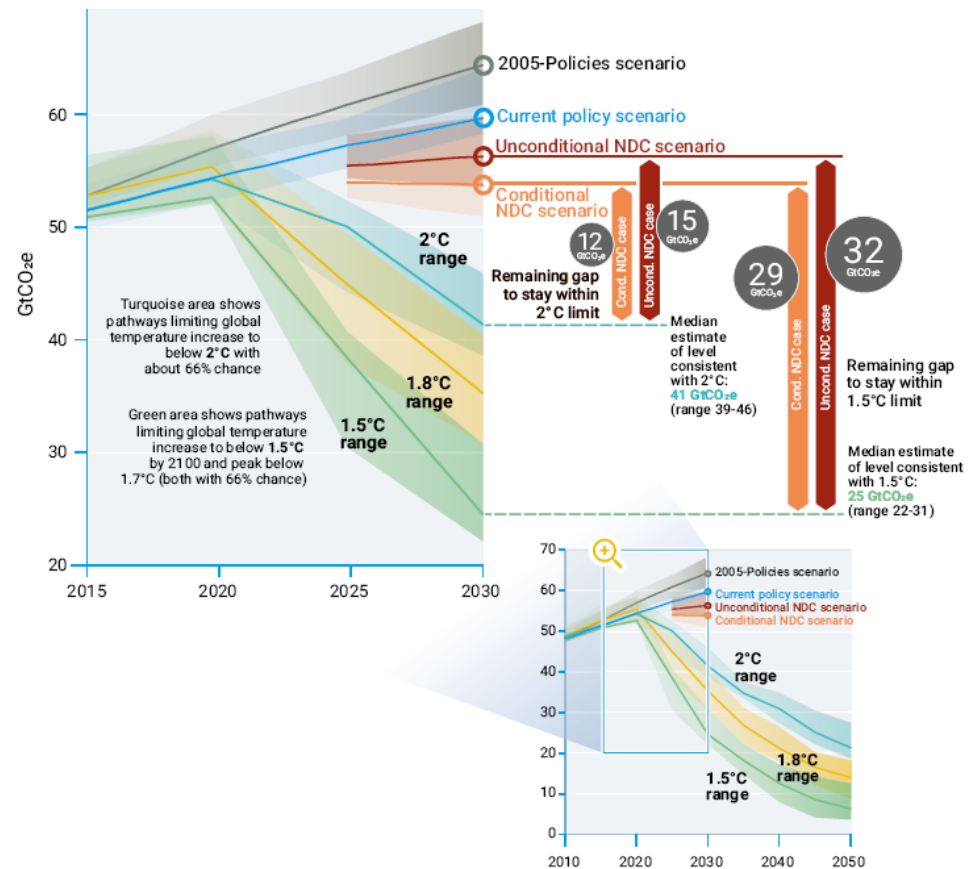 GtCO₂e
60
50
40
30
20
2015
2020
2025
2030
2005-Policies scenario
Current policy scenario
Unconditional NDC scenario
Conditional
NDC scenario
2°C
range
1.8°C
range
1.5°C
range
Turquoise area shows
pathways limiting global
temperature increase to
below 2°C with
about 66% chance
Green area shows pathways
limiting global temperature
increase to below 1.5°C
by 2100 and peak below
1.7°C (both with 66% chance)
12
GtCO₂e
15
GtCO₂e
Cond. NDC case
Uncond. NDC case
Remaining gap
to stay within
2°C limit
Median
estimate
of level
consistent
with 2°C:
41 GtCO₂e
(range 39-46)
29
GtCO₂e
32
GtCO₂e
Cond. NDC case
Uncond. NDC case
Remaining gap
to stay within
1.5°C limit
Median estimate
of level consistent
with 1.5°C:
25 GtCO₂e
(range 22-31)
70
60
50
40
30
20
10
0
2010
2020
2030
2040
2050
2005-Policies scenario
Current policy scenario
Unconditional NDC scenario
Conditional NDC scenario
2°C
range
1.8°C
range
1.5°C
range